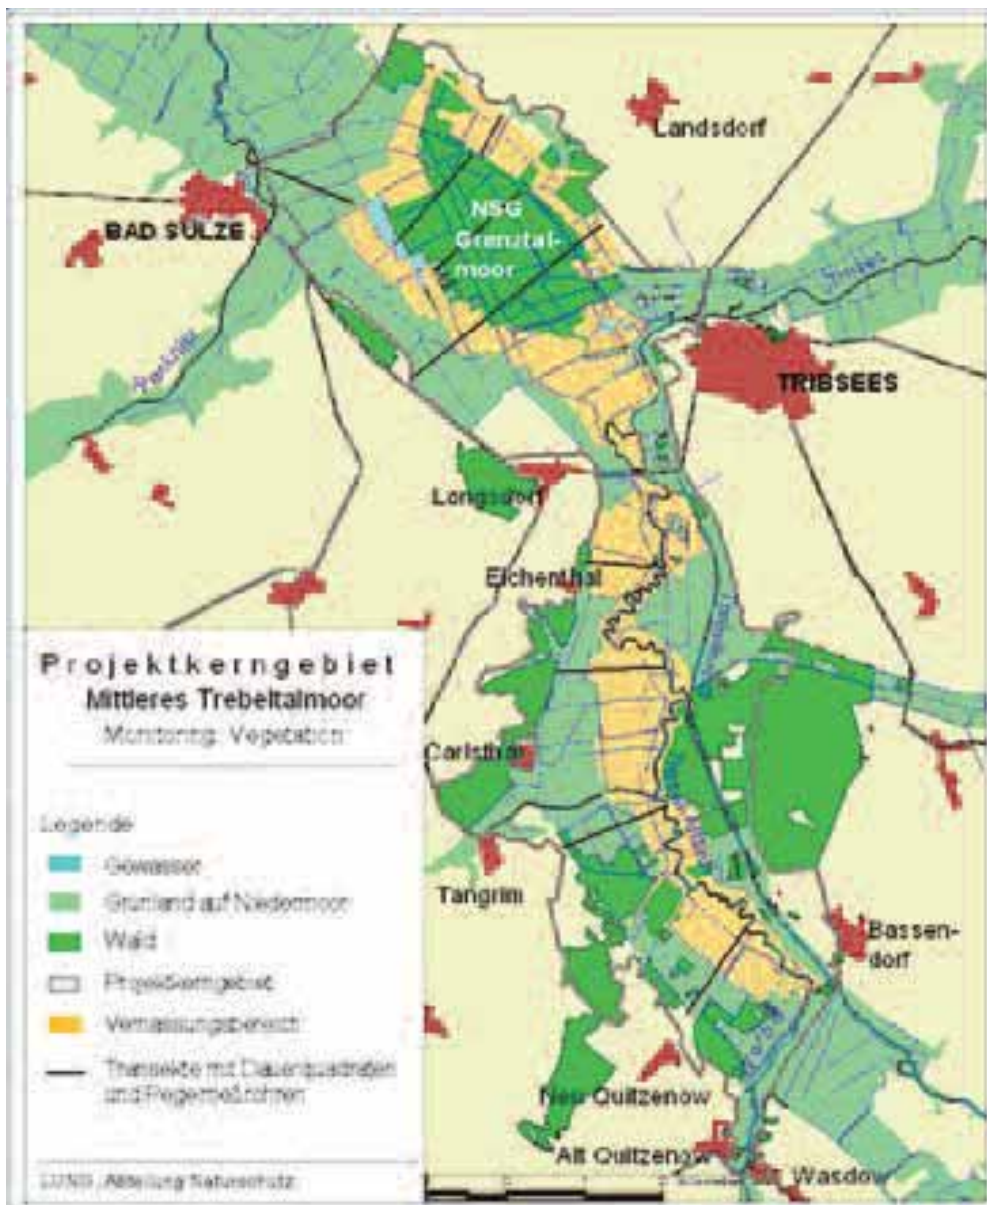 Landsdorf
BAD SÜLZE
NSG
Grenztal-
moor
TRIBSEES
Langsdorf
Eichenthal
Projektkerngebiet
Mittleres Trebeltalmoor
Monitoring Vegetation
Carlsthal
Legende
Gewässer
Grünland auf Niedermoor
Wald
Projektkerngebiet
Vernässungsbereich
Transekte mit Dauerquadraten
und Pegelmeßrohren
Tangrim
Bassen-
dorf
Neu Quitzenow
Alt Quitzenow
Wasdow
LUNG, Abteilung Naturschutz